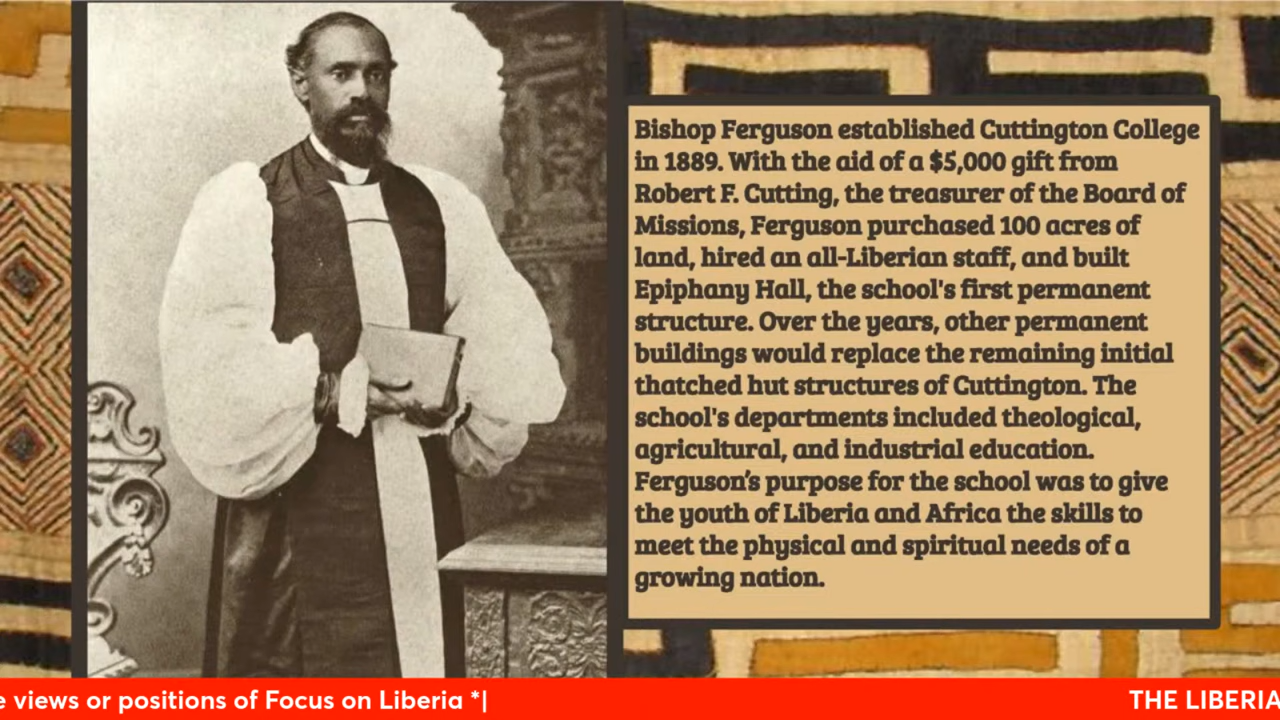 Bishop Ferguson established Cuttington College
in 1889. With the aid of a $5,000 gift from
Robert F. Cutting, the treasurer of the Board of
Missions, Ferguson purchased 100 acres of
land, hired an all-Liberian staff, and built
Epiphany Hall, the school's first permanent
structure. Over the years, other permanent
buildings would replace the remaining initial
thatched hut structures of Cuttington. The
school's departments included theological,
agricultural, and industrial education.
Ferguson’s purpose for the school was to give
the youth of Liberia and Africa the skills to
meet the physical and spiritual needs of a
growing nation.
e views or positions of Focus on Liberia *| THE LIBERIA